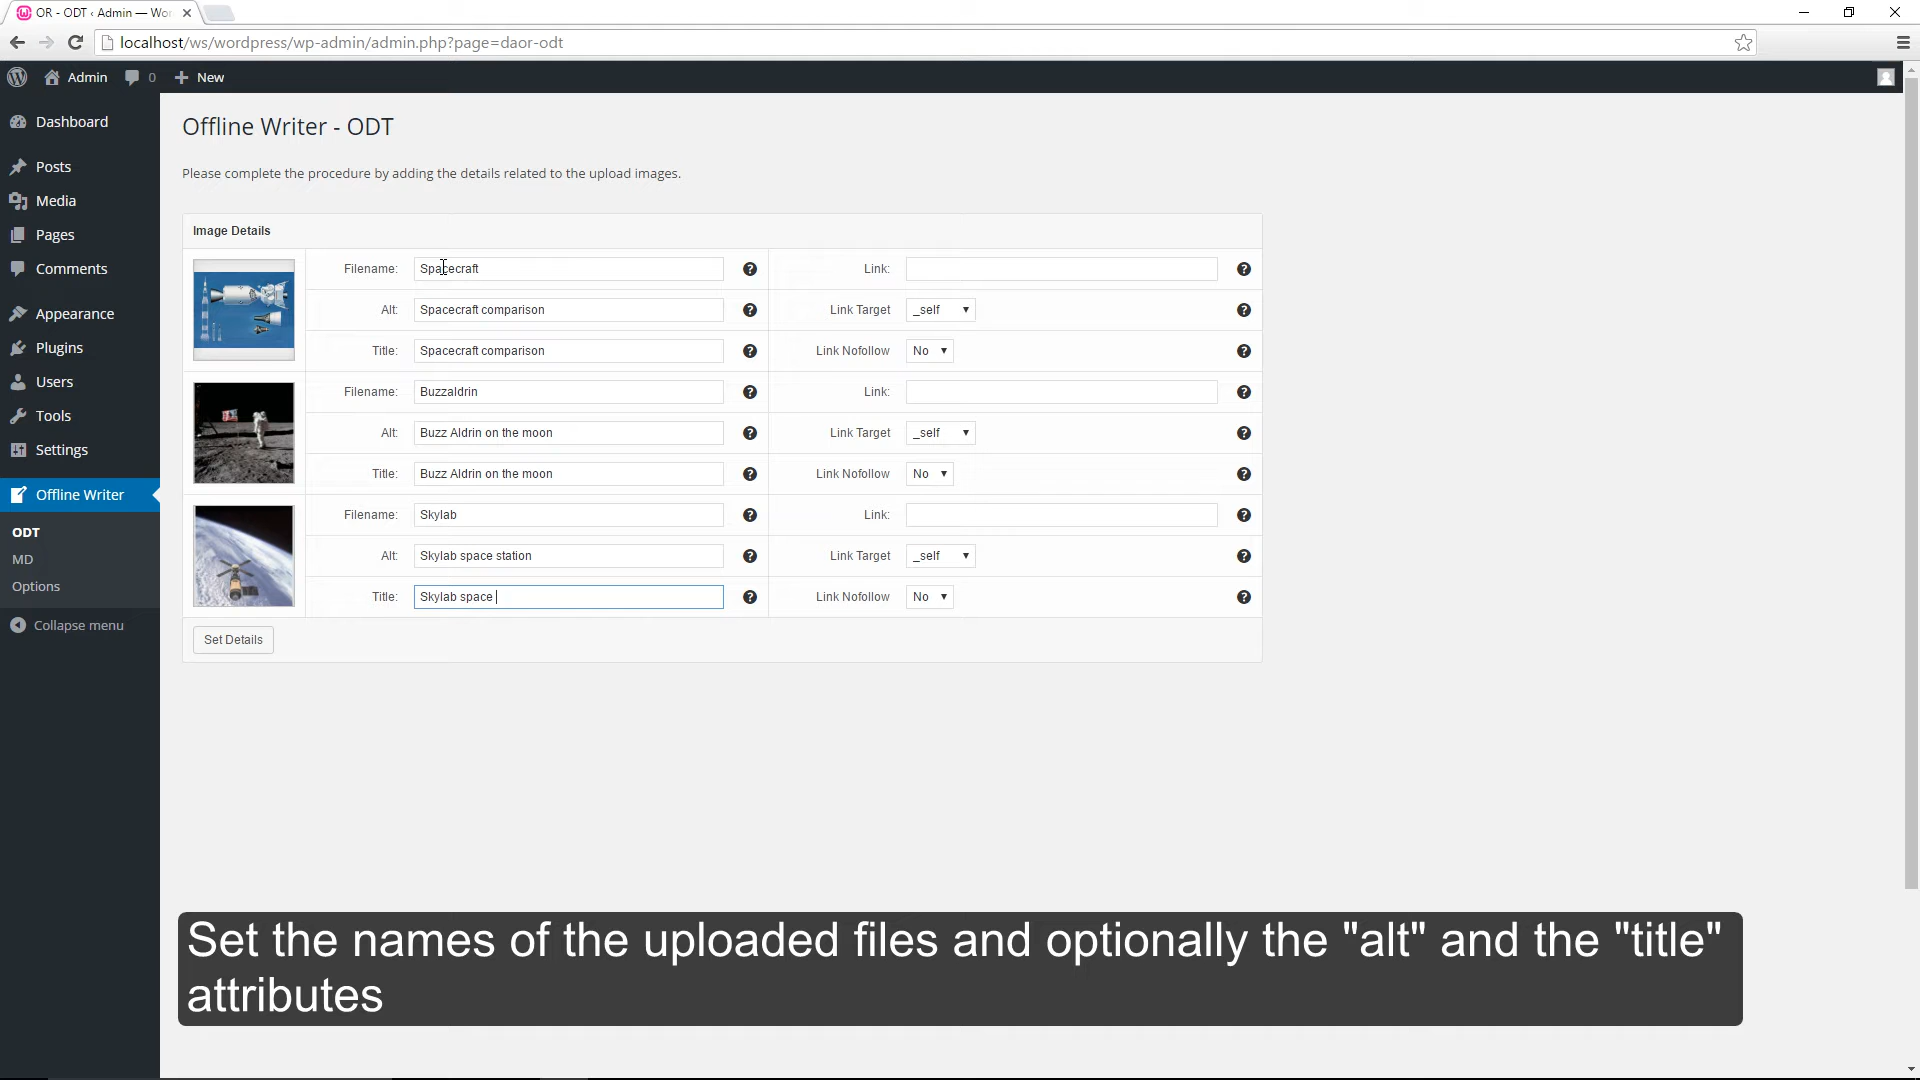 OR - ODT ‹ Admin — Wo
localhost/ws/wordpress/wp-admin/admin.php?page=daor-odt
Admin 0 New
Dashboard
Posts
Media
Pages
Comments
Appearance
Plugins
Users
Tools
Settings
Offline Writer
ODT
MD
Options
Collapse menu
Offline Writer - ODT
Please complete the procedure by adding the details related to the upload images.
Image Details
Filename: Spacecraft ? Link: ?
Alt: Spacecraft comparison ? Link Target _self ?
Title: Spacecraft comparison ? Link Nofollow No ?
Filename: Buzzaldrin ? Link: ?
Alt: Buzz Aldrin on the moon ? Link Target _self ?
Title: Buzz Aldrin on the moon ? Link Nofollow No ?
Filename: Skylab ? Link: ?
Alt: Skylab space station ? Link Target _self ?
Title: Skylab space ? Link Nofollow No ?
Set Details
Set the names of the uploaded files and optionally the "alt" and the "title"
attributes